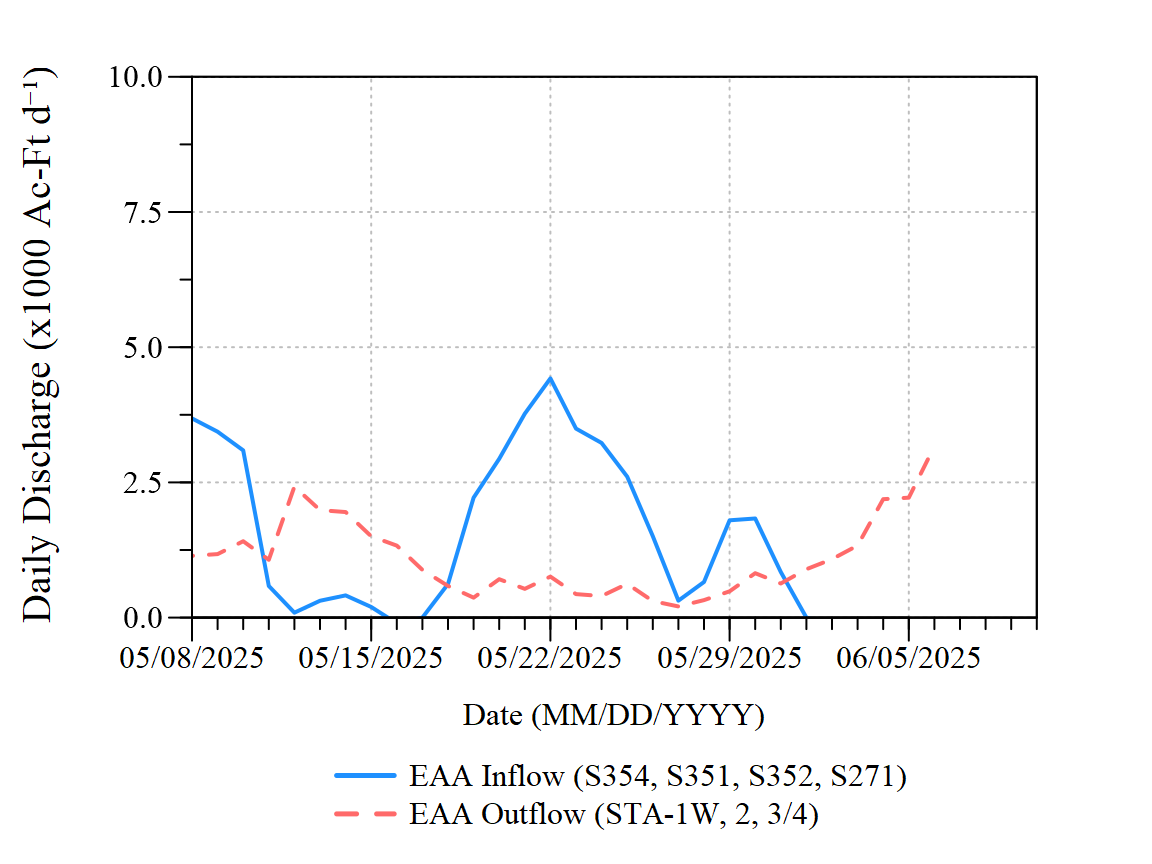 Daily Discharge (x1000 Ac-Ft d⁻¹)
10.0
7.5
5.0
2.5
0.0
05/08/2025 05/15/2025 05/22/2025 05/29/2025 06/05/2025
Date (MM/DD/YYYY)
EAA Inflow (S354, S351, S352, S271)
EAA Outflow (STA-1W, 2, 3/4)